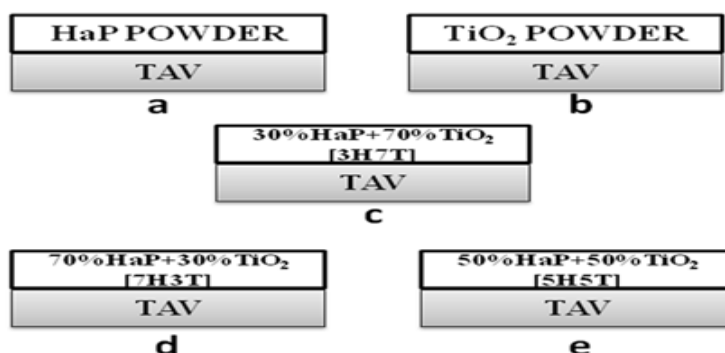 HaP POWDER
TAV
a
TiO₂ POWDER
TAV
b
30%HaP+70%TiO₂
[3H7T]
TAV
c
70%HaP+30%TiO₂
[7H3T]
TAV
d
50%HaP+50%TiO₂
[5H5T]
TAV
e